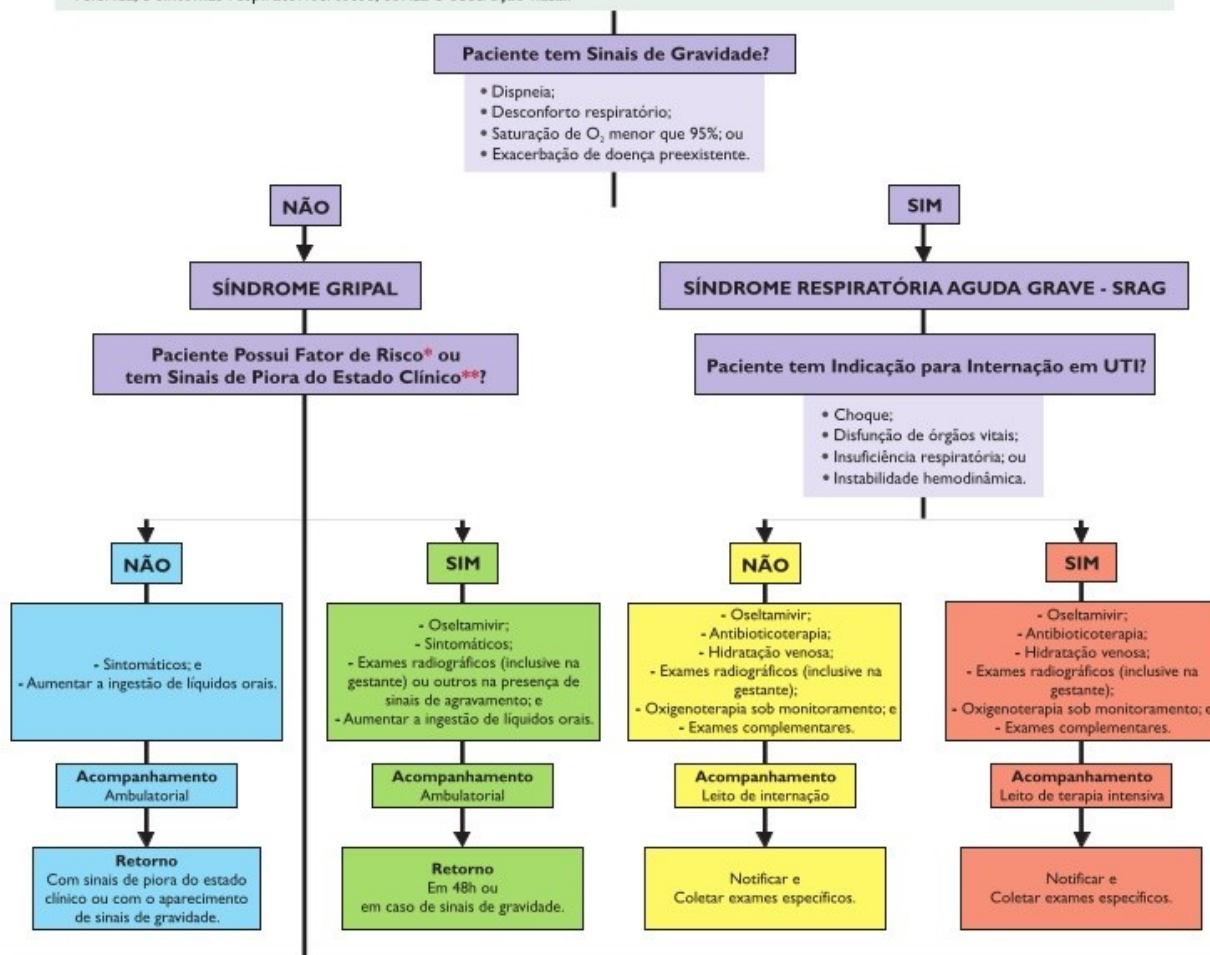 Paciente tem Sinais de Gravidade?
• Dispneia;
• Desconforto respiratório;
• Saturação de O₂ menor que 95%; ou
• Exacerbação de doença preexistente.
NÃO
SIM
SÍNDROME GRIPAL
SÍNDROME RESPIRATÓRIA AGUDA GRAVE - SRAG
Paciente Possui Fator de Risco* ou
tem Sinais de Piora do Estado Clínico**?
Paciente tem Indicação para Internação em UTI?
• Choque;
• Disfunção de órgãos vitais;
• Insuficiência respiratória; ou
• Instabilidade hemodinâmica.
NÃO
SIM
NÃO
SIM
- Sintomáticos; e
- Aumentar a ingestão de líquidos orais.
- Oseltamivir;
- Sintomáticos;
- Exames radiográficos (inclusive na
gestante) ou outros na presença de
sinais de agravamento; e
- Aumentar a ingestão de líquidos orais.
- Oseltamivir;
- Antibioticoterapia;
- Hidratação venosa;
- Exames radiográficos (inclusive na
gestante);
- Oxigenoterapia sob monitoramento; e
- Exames complementares.
- Oseltamivir;
- Antibioticoterapia;
- Hidratação venosa;
- Exames radiográficos (inclusive na
gestante);
- Oxigenoterapia sob monitoramento; e
- Exames complementares.
Acompanhamento
Ambulatorial
Acompanhamento
Ambulatorial
Acompanhamento
Leito de internação
Acompanhamento
Leito de terapia intensiva
Retorno
Com sinais de piora do estado
clínico ou com o aparecimento
de sinais de gravidade.
Retorno
Em 48h ou
em caso de sinais de gravidade.
Notificar e
Coletar exames específicos.
Notificar e
Coletar exames específicos.